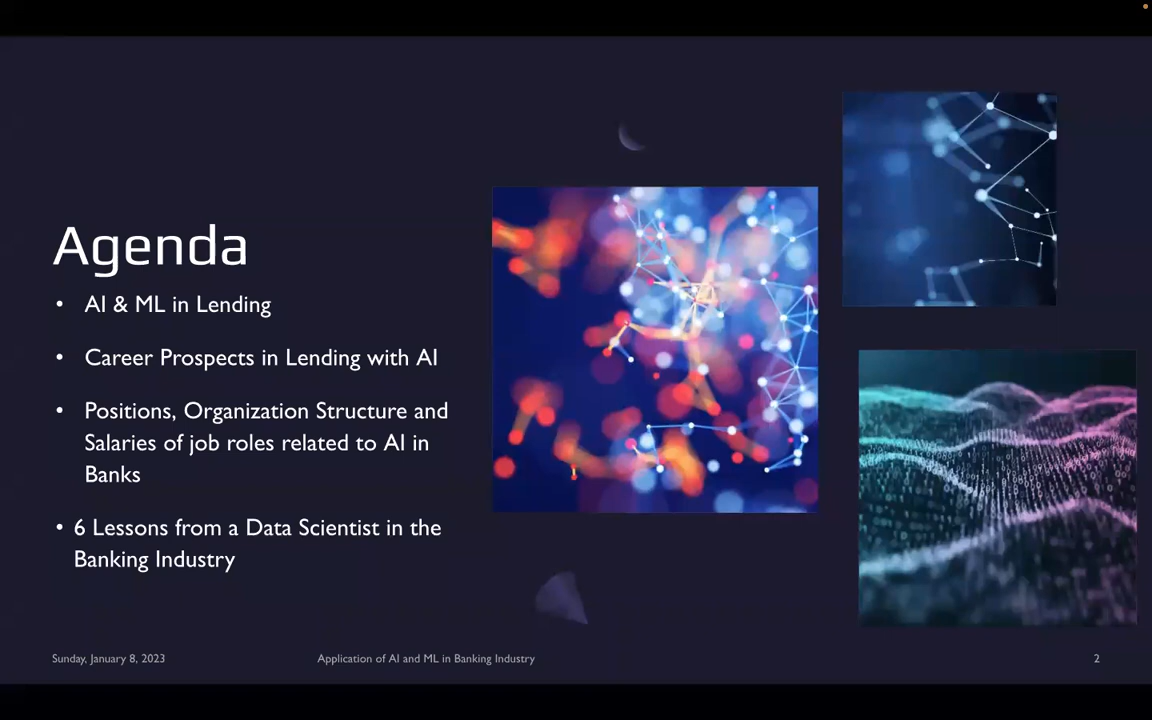 Agenda
• AI & ML in Lending
• Career Prospects in Lending with AI
• Positions, Organization Structure and
Salaries of job roles related to AI in
Banks
• 6 Lessons from a Data Scientist in the
Banking Industry
Sunday, January 8, 2023
Application of AI and ML in Banking Industry
2